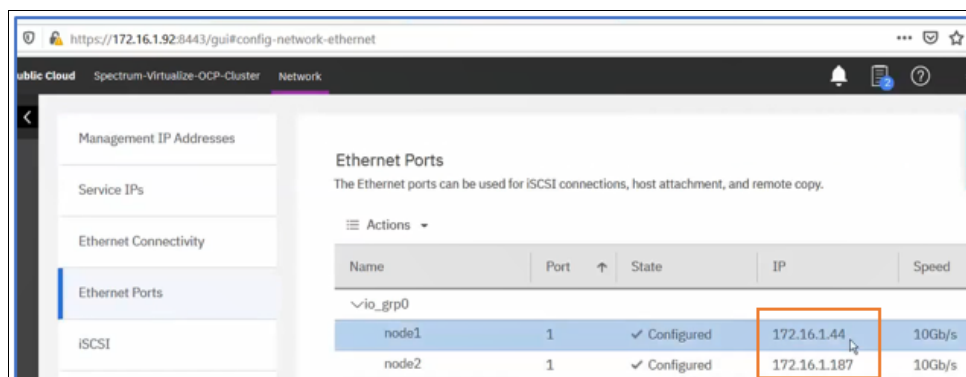 https://172.16.1.92:8443/gui#config-network-ethernet
ublic Cloud Spectrum-Virtualize-OCP-Cluster Network
2
Management IP Addresses
Service IPs
Ethernet Connectivity
Ethernet Ports
iSCSI
Ethernet Ports
The Ethernet ports can be used for iSCSI connections, host attachment, and remote copy.
Actions
Name Port ↑ State IP Speed
io_grp0
node1 1 ✓ Configured 172.16.1.44 10Gb/s
node2 1 ✓ Configured 172.16.1.187 10Gb/s